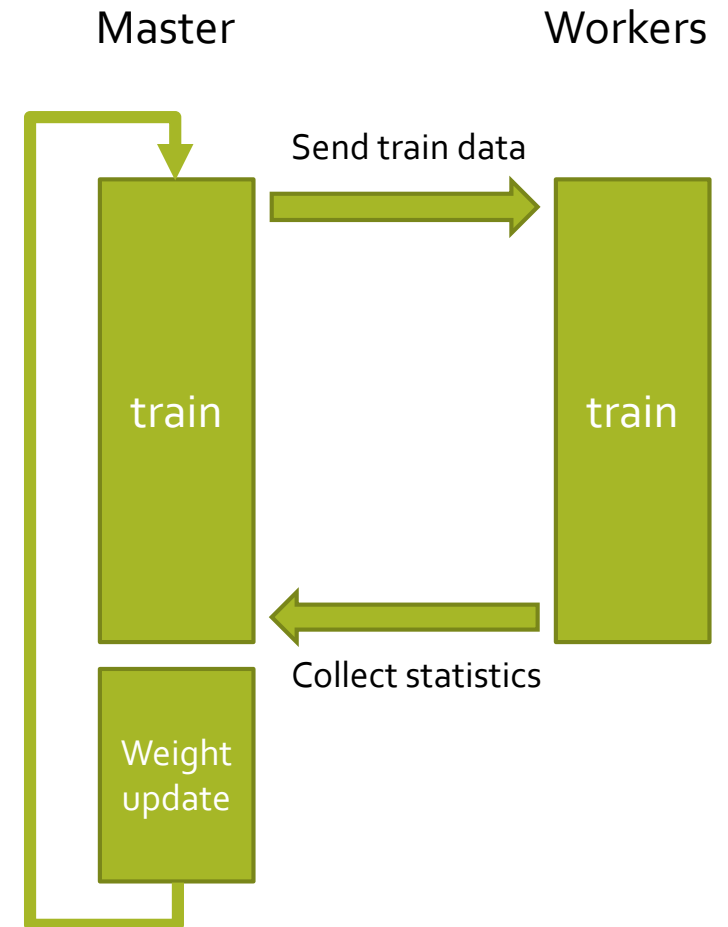 Master
Workers
Send train data
train
train
Collect statistics
Weight
update